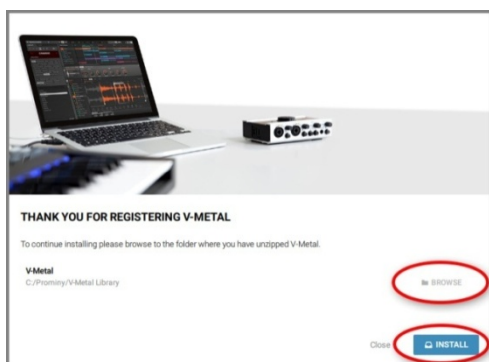 THANK YOU FOR REGISTERING V-METAL
To continue installing please browse to the folder where you have unzipped V-Metal.
V-Metal
C:/Prominy/V-Metal Library
BROWSE
Close
INSTALL